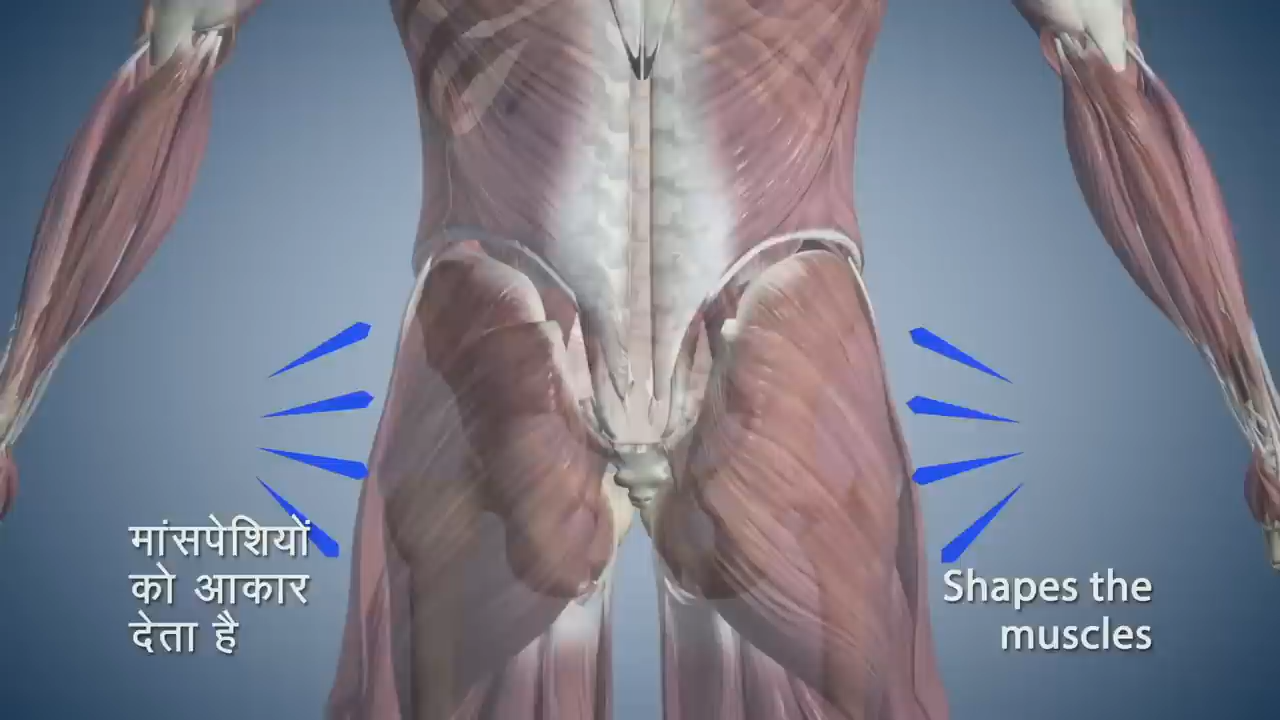 मांसपेशियों
को आकार
देता है
Shapes the
muscles